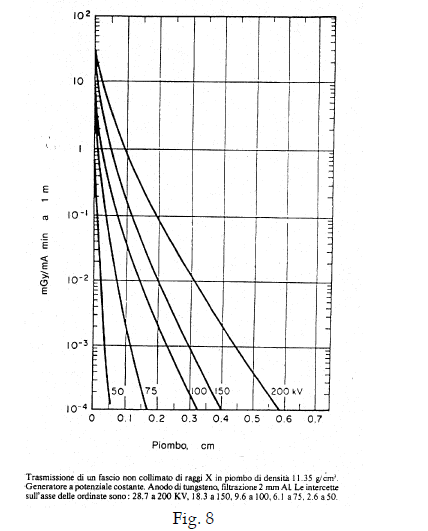 10²
10
1
10⁻¹
10⁻²
10⁻³
10⁻⁴
mGy/mA min a 1 m
50 75 100 150 200 kV
0 0.1 0.2 0.3 0.4 0.5 0.6 0.7
Piombo, cm
Trasmissione di un fascio non collimato di raggi X in piombo di densità 11.35 g/cm³.
Generatore a potenziale costante. Anodo di tungsteno, filtrazione 2 mm Al. Le intercette
sull'asse delle ordinate sono: 28.7 a 200 KV, 18.3 a 150, 9.6 a 100, 6.1 a 75, 2.6 a 50.
Fig. 8